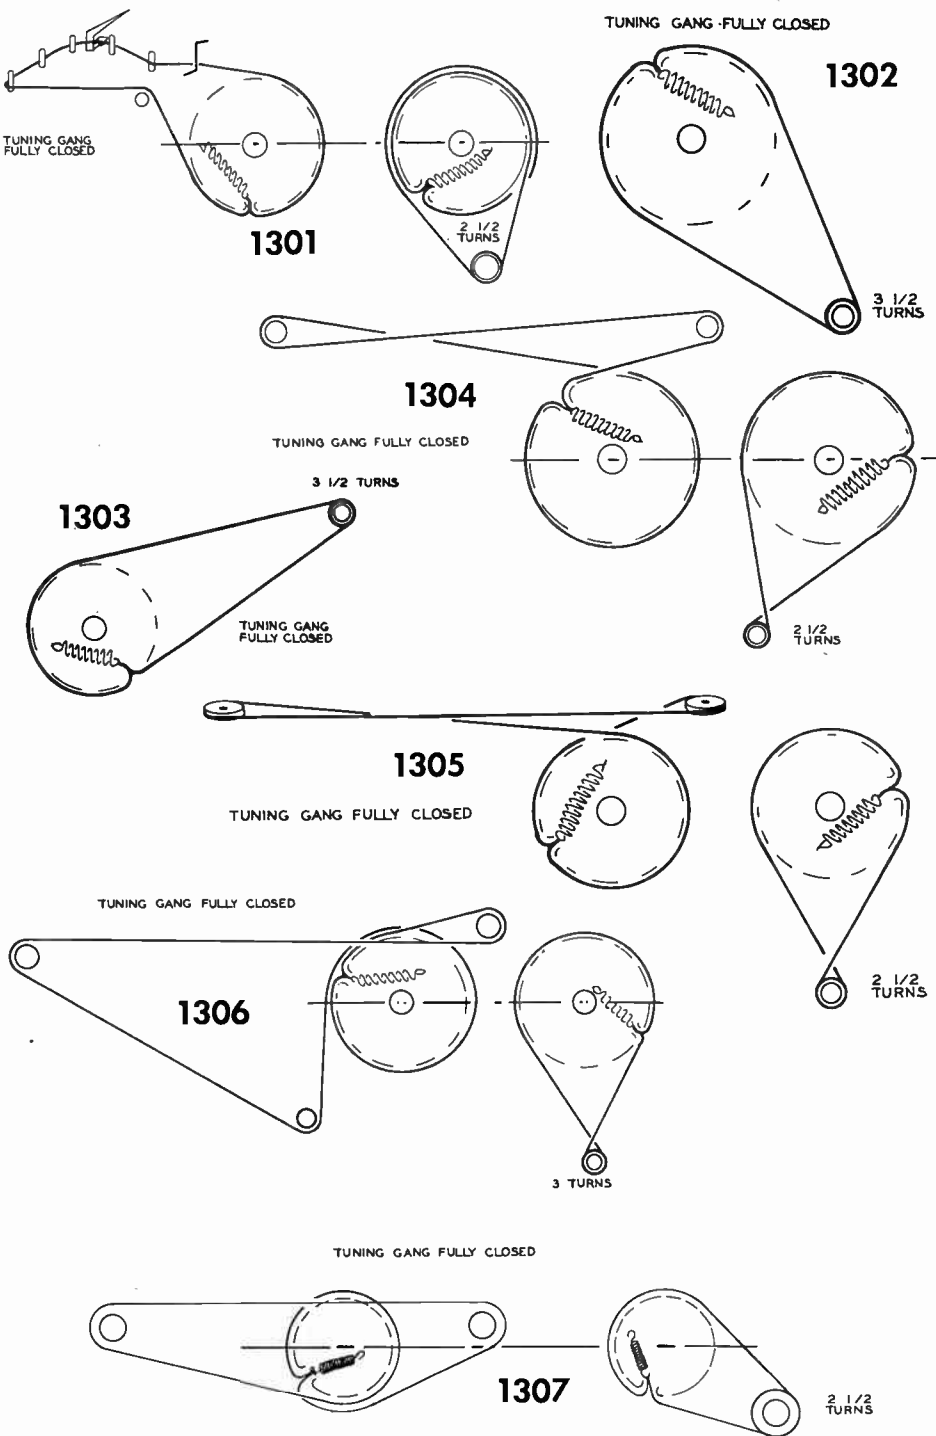 TUNING GANG FULLY CLOSED
1302
TUNING GANG
FULLY CLOSED
1301
2 1/2
TURNS
3 1/2
TURNS
1304
TUNING GANG FULLY CLOSED
3 1/2 TURNS
1303
TUNING GANG
FULLY CLOSED
2 1/2
TURNS
1305
TUNING GANG FULLY CLOSED
TUNING GANG FULLY CLOSED
2 1/2
TURNS
1306
3 TURNS
TUNING GANG FULLY CLOSED
1307
2 1/2
TURNS